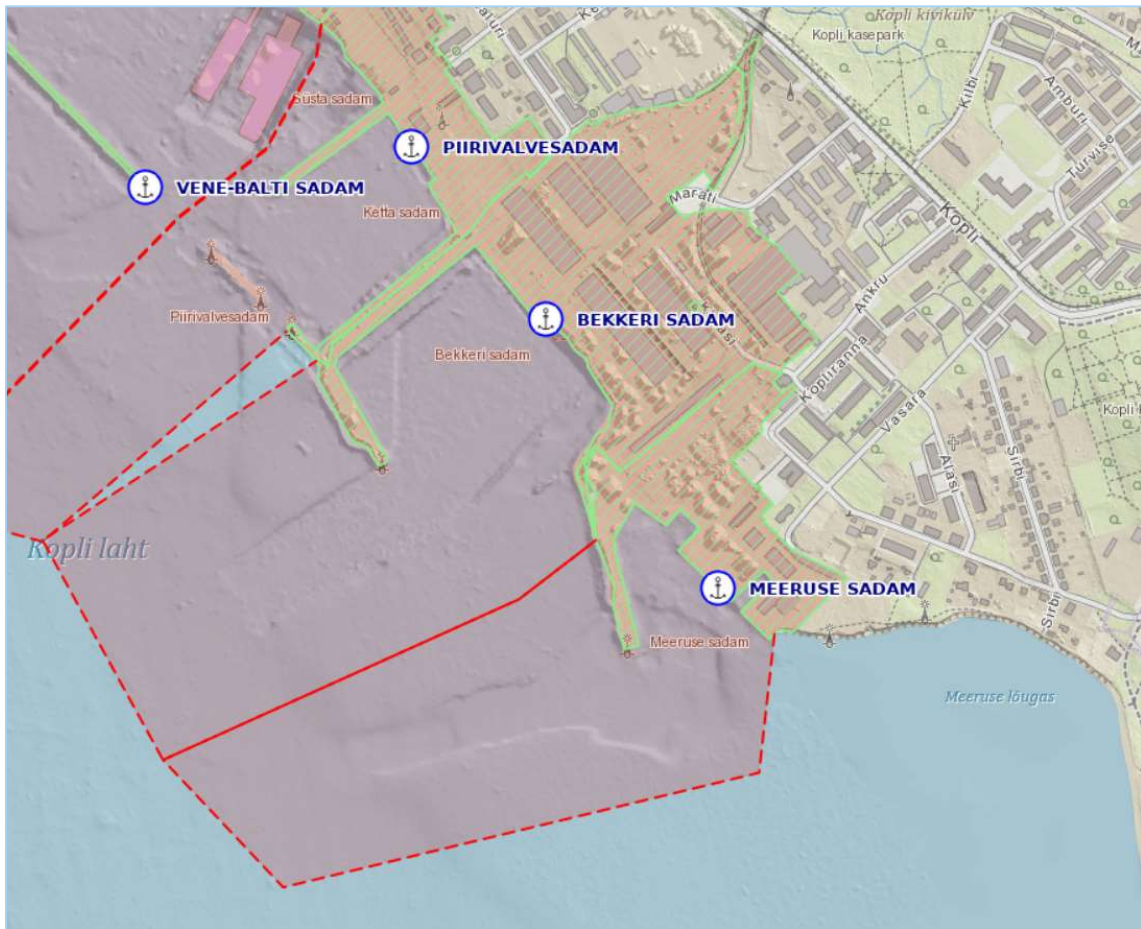 Kopli kivikülv
Kopli kasepark
Kilbi
Amburi
Turvise
Susta sadam
PIIRIVALVESADAM
VENE-BALTI SADAM
Marati
Kopli
Ketta sadam
Ankru
Piirivalvesadam
BEKKERI SADAM
Bekkeri sadam
Kopliranna
Vasara
Sirbi
Alasi
Kopli laht
MEERUSE SADAM
Meeruse sadam
Sirbi
Meeruse lõugas